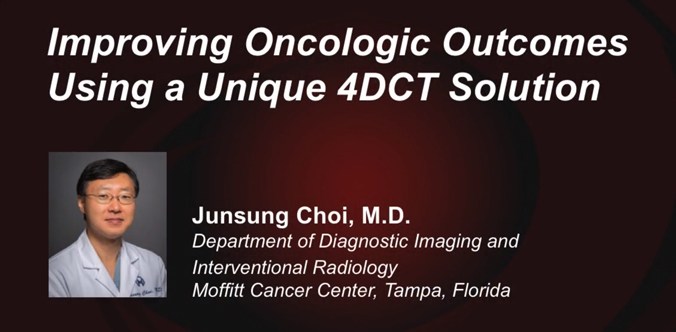 Improving Oncologic Outcomes
Using a Unique 4DCT Solution
Junsung Choi, M.D.
Department of Diagnostic Imaging and
Interventional Radiology
Moffitt Cancer Center, Tampa, Florida